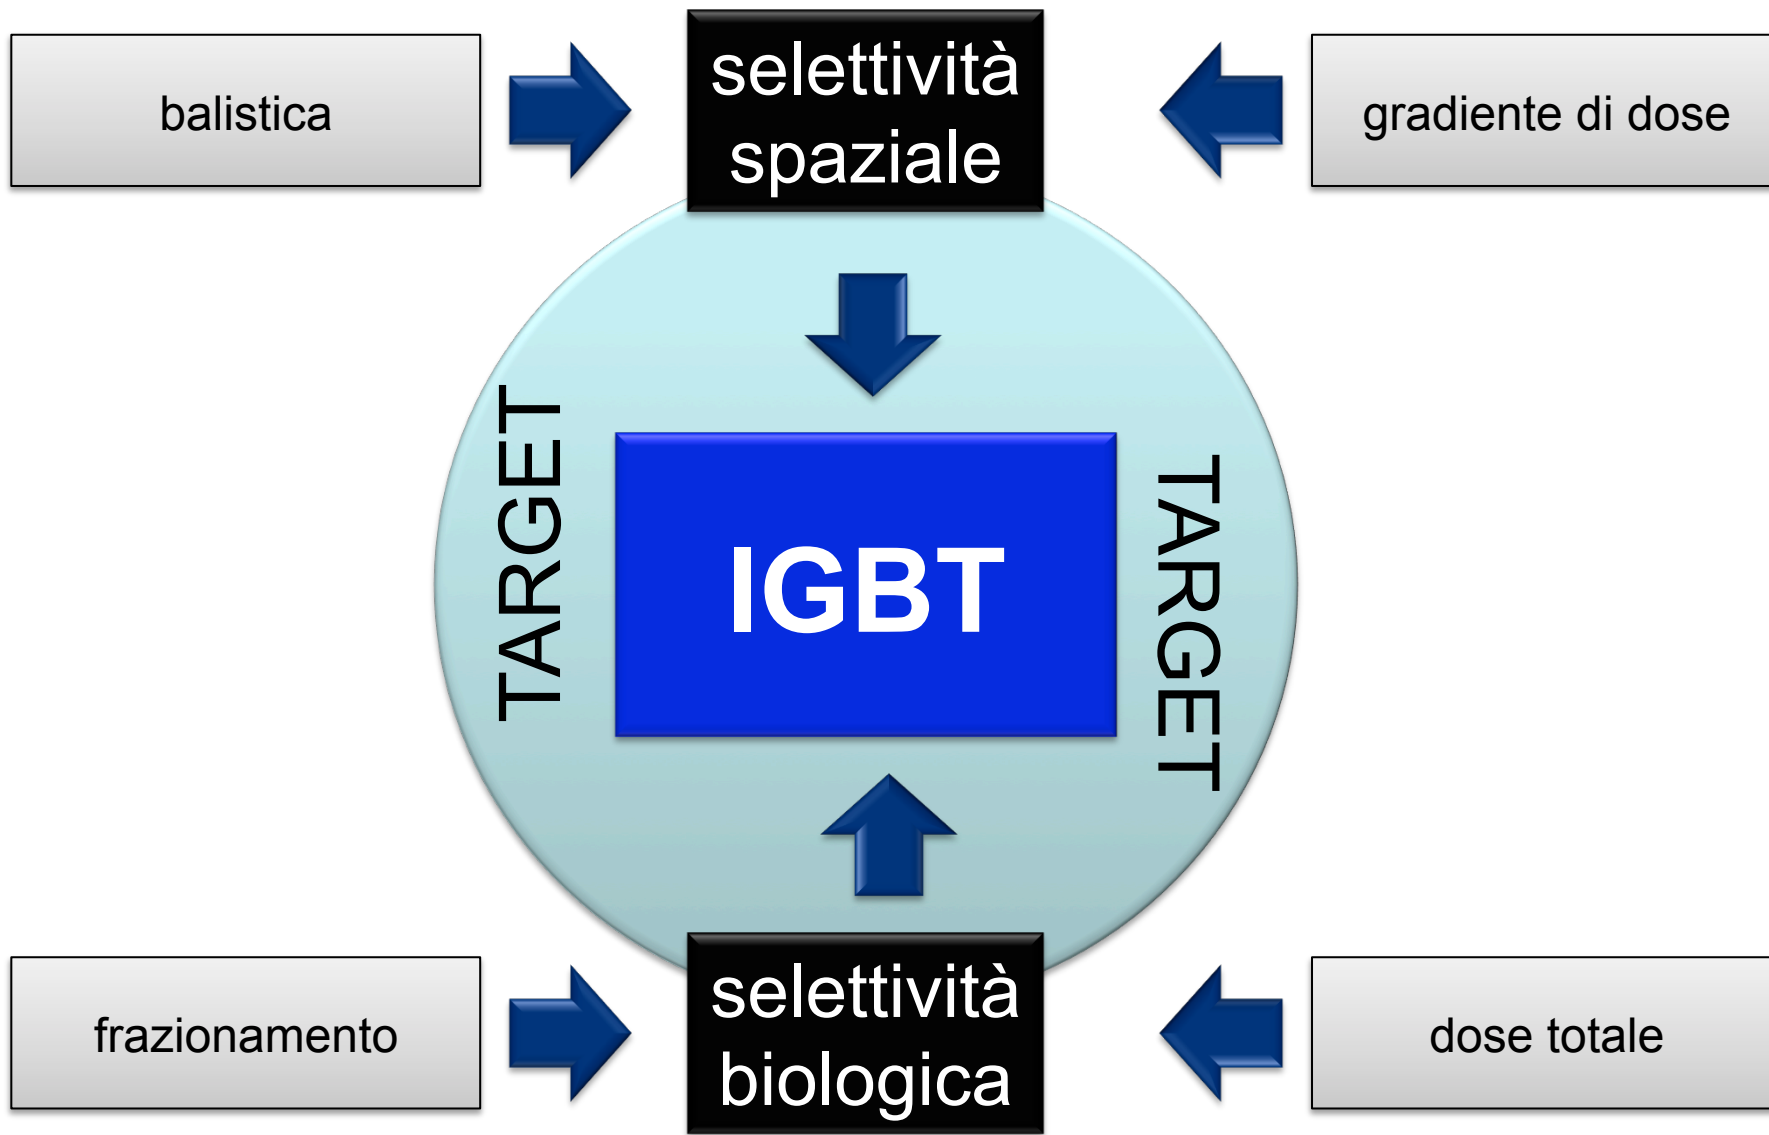 balistica
selettività
spaziale
gradiente di dose
TARGET
IGBT
TARGET
frazionamento
selettività
biologica
dose totale